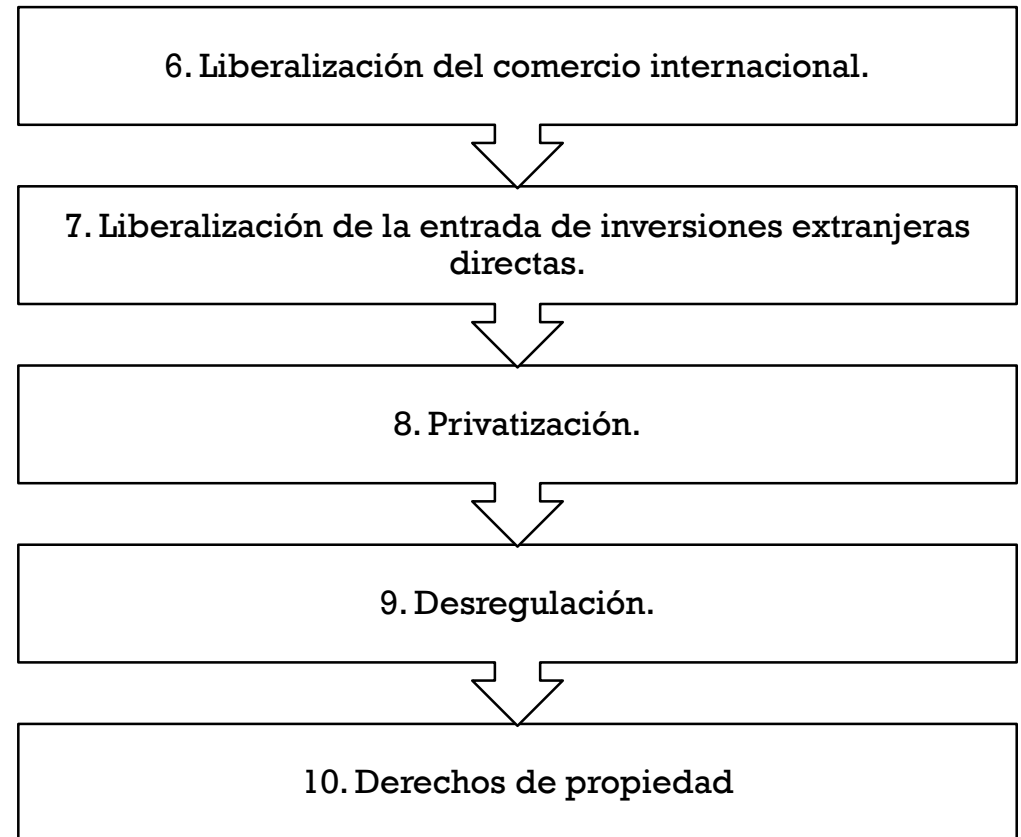 6. Liberalización del comercio internacional.
7. Liberalización de la entrada de inversiones extranjeras
directas.
8. Privatización.
9. Desregulación.
10. Derechos de propiedad